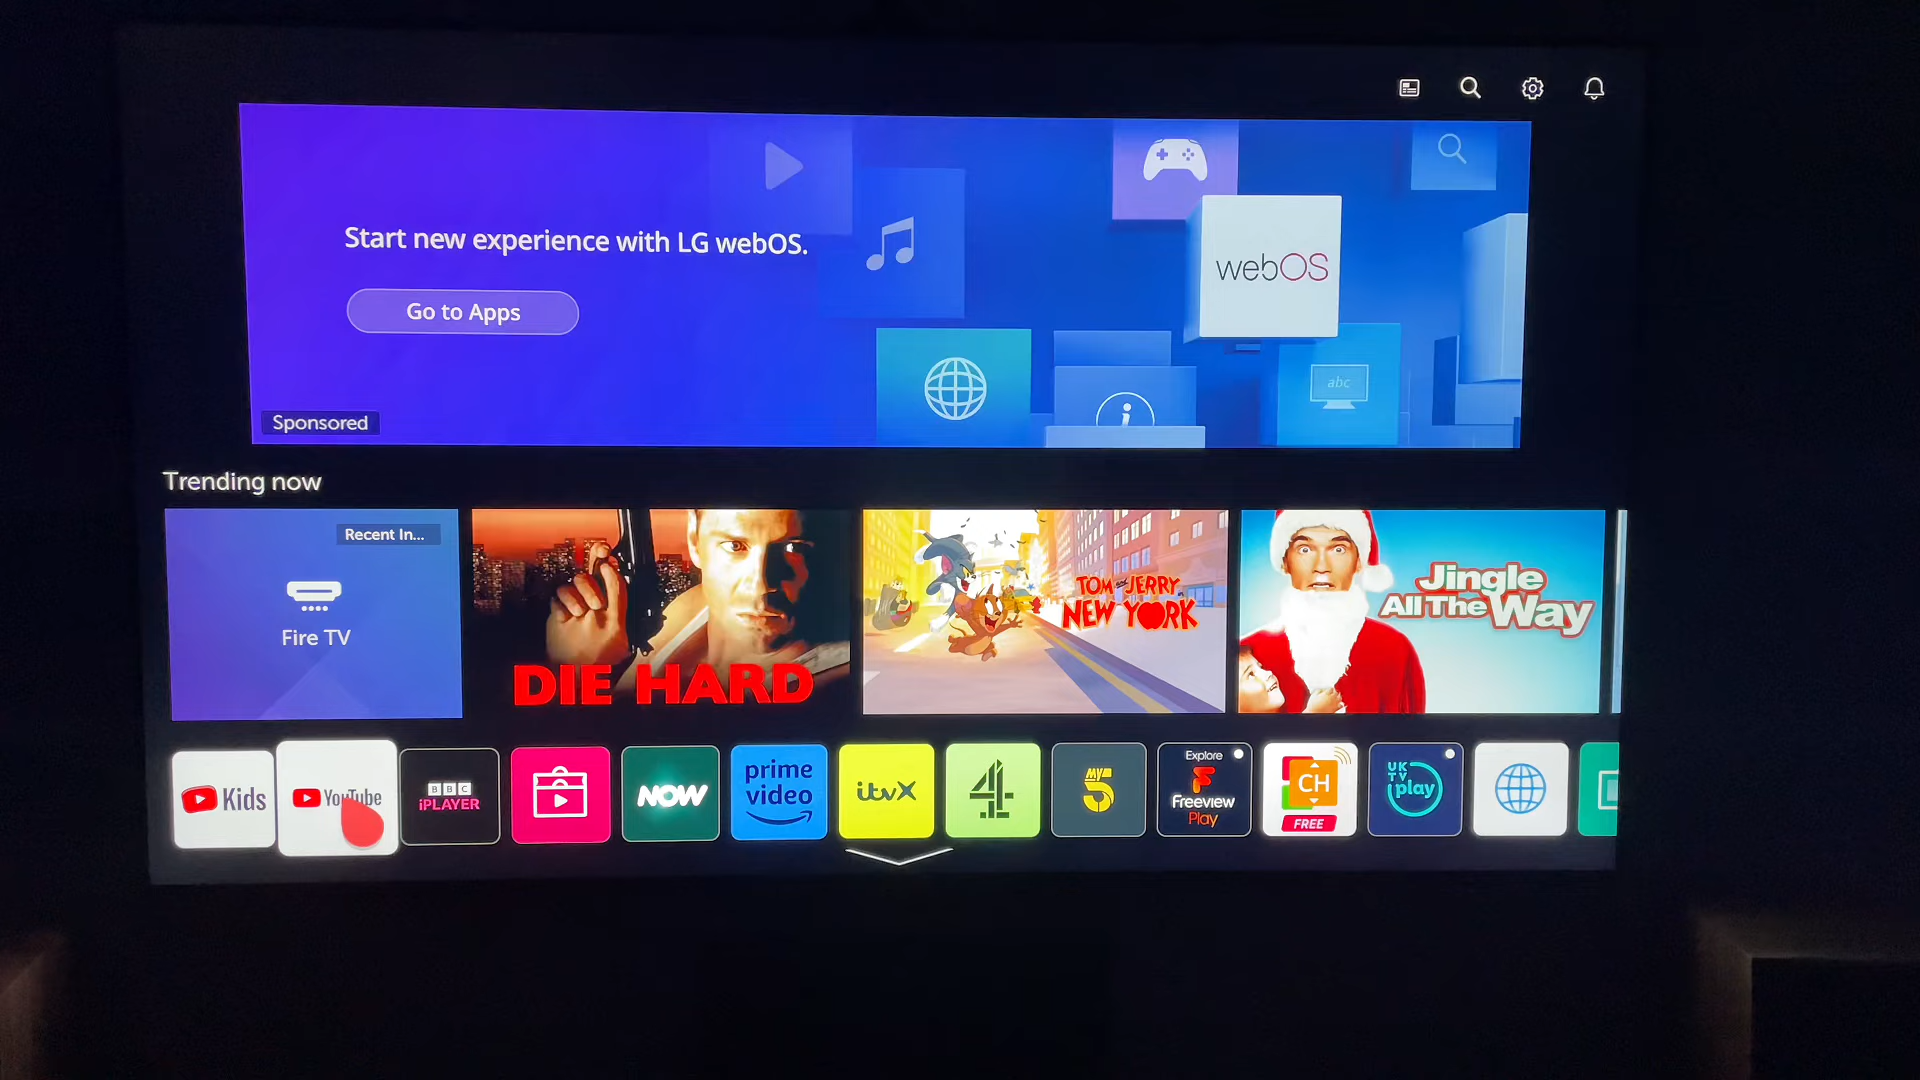 Start new experience with LG webOS.
Go to Apps
webOS
abc
i
Sponsored
Trending now
Recent In...
Fire TV
DIE HARD
TOM and JERRY
NEW YORK
Jingle
All The Way
Kids
YouTube
BBC
iPLAYER
NOW
prime
video
itvX
4
my
5
Explore
Freeview
Play
CH
FREE
UK
TV
play